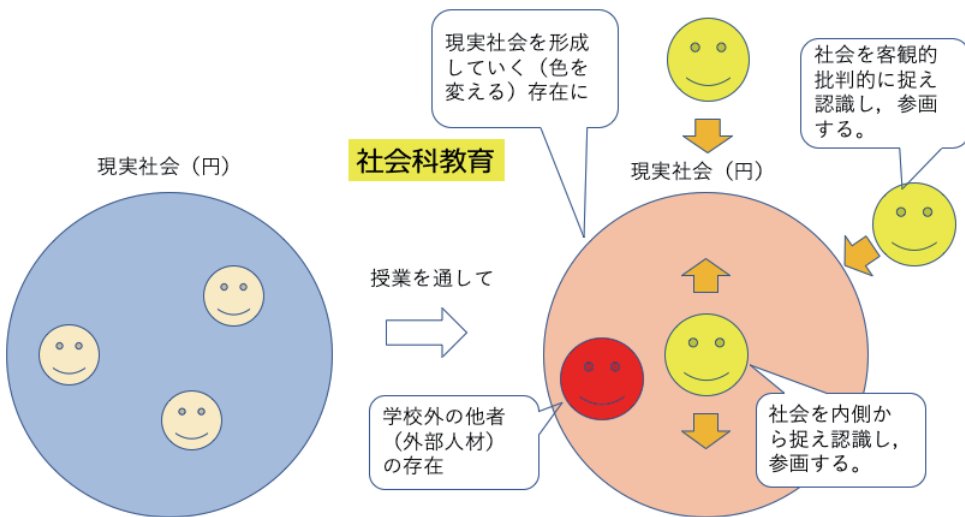 現実社会を形成
していく（色を
変える）存在に
社会を客観的
批判的に捉え
認識し，参画
する。
社会科教育
現実社会（円）
現実社会（円）
授業を通して
学校外の他者
（外部人材）
の存在
社会を内側か
ら捉え認識し，
参画する。